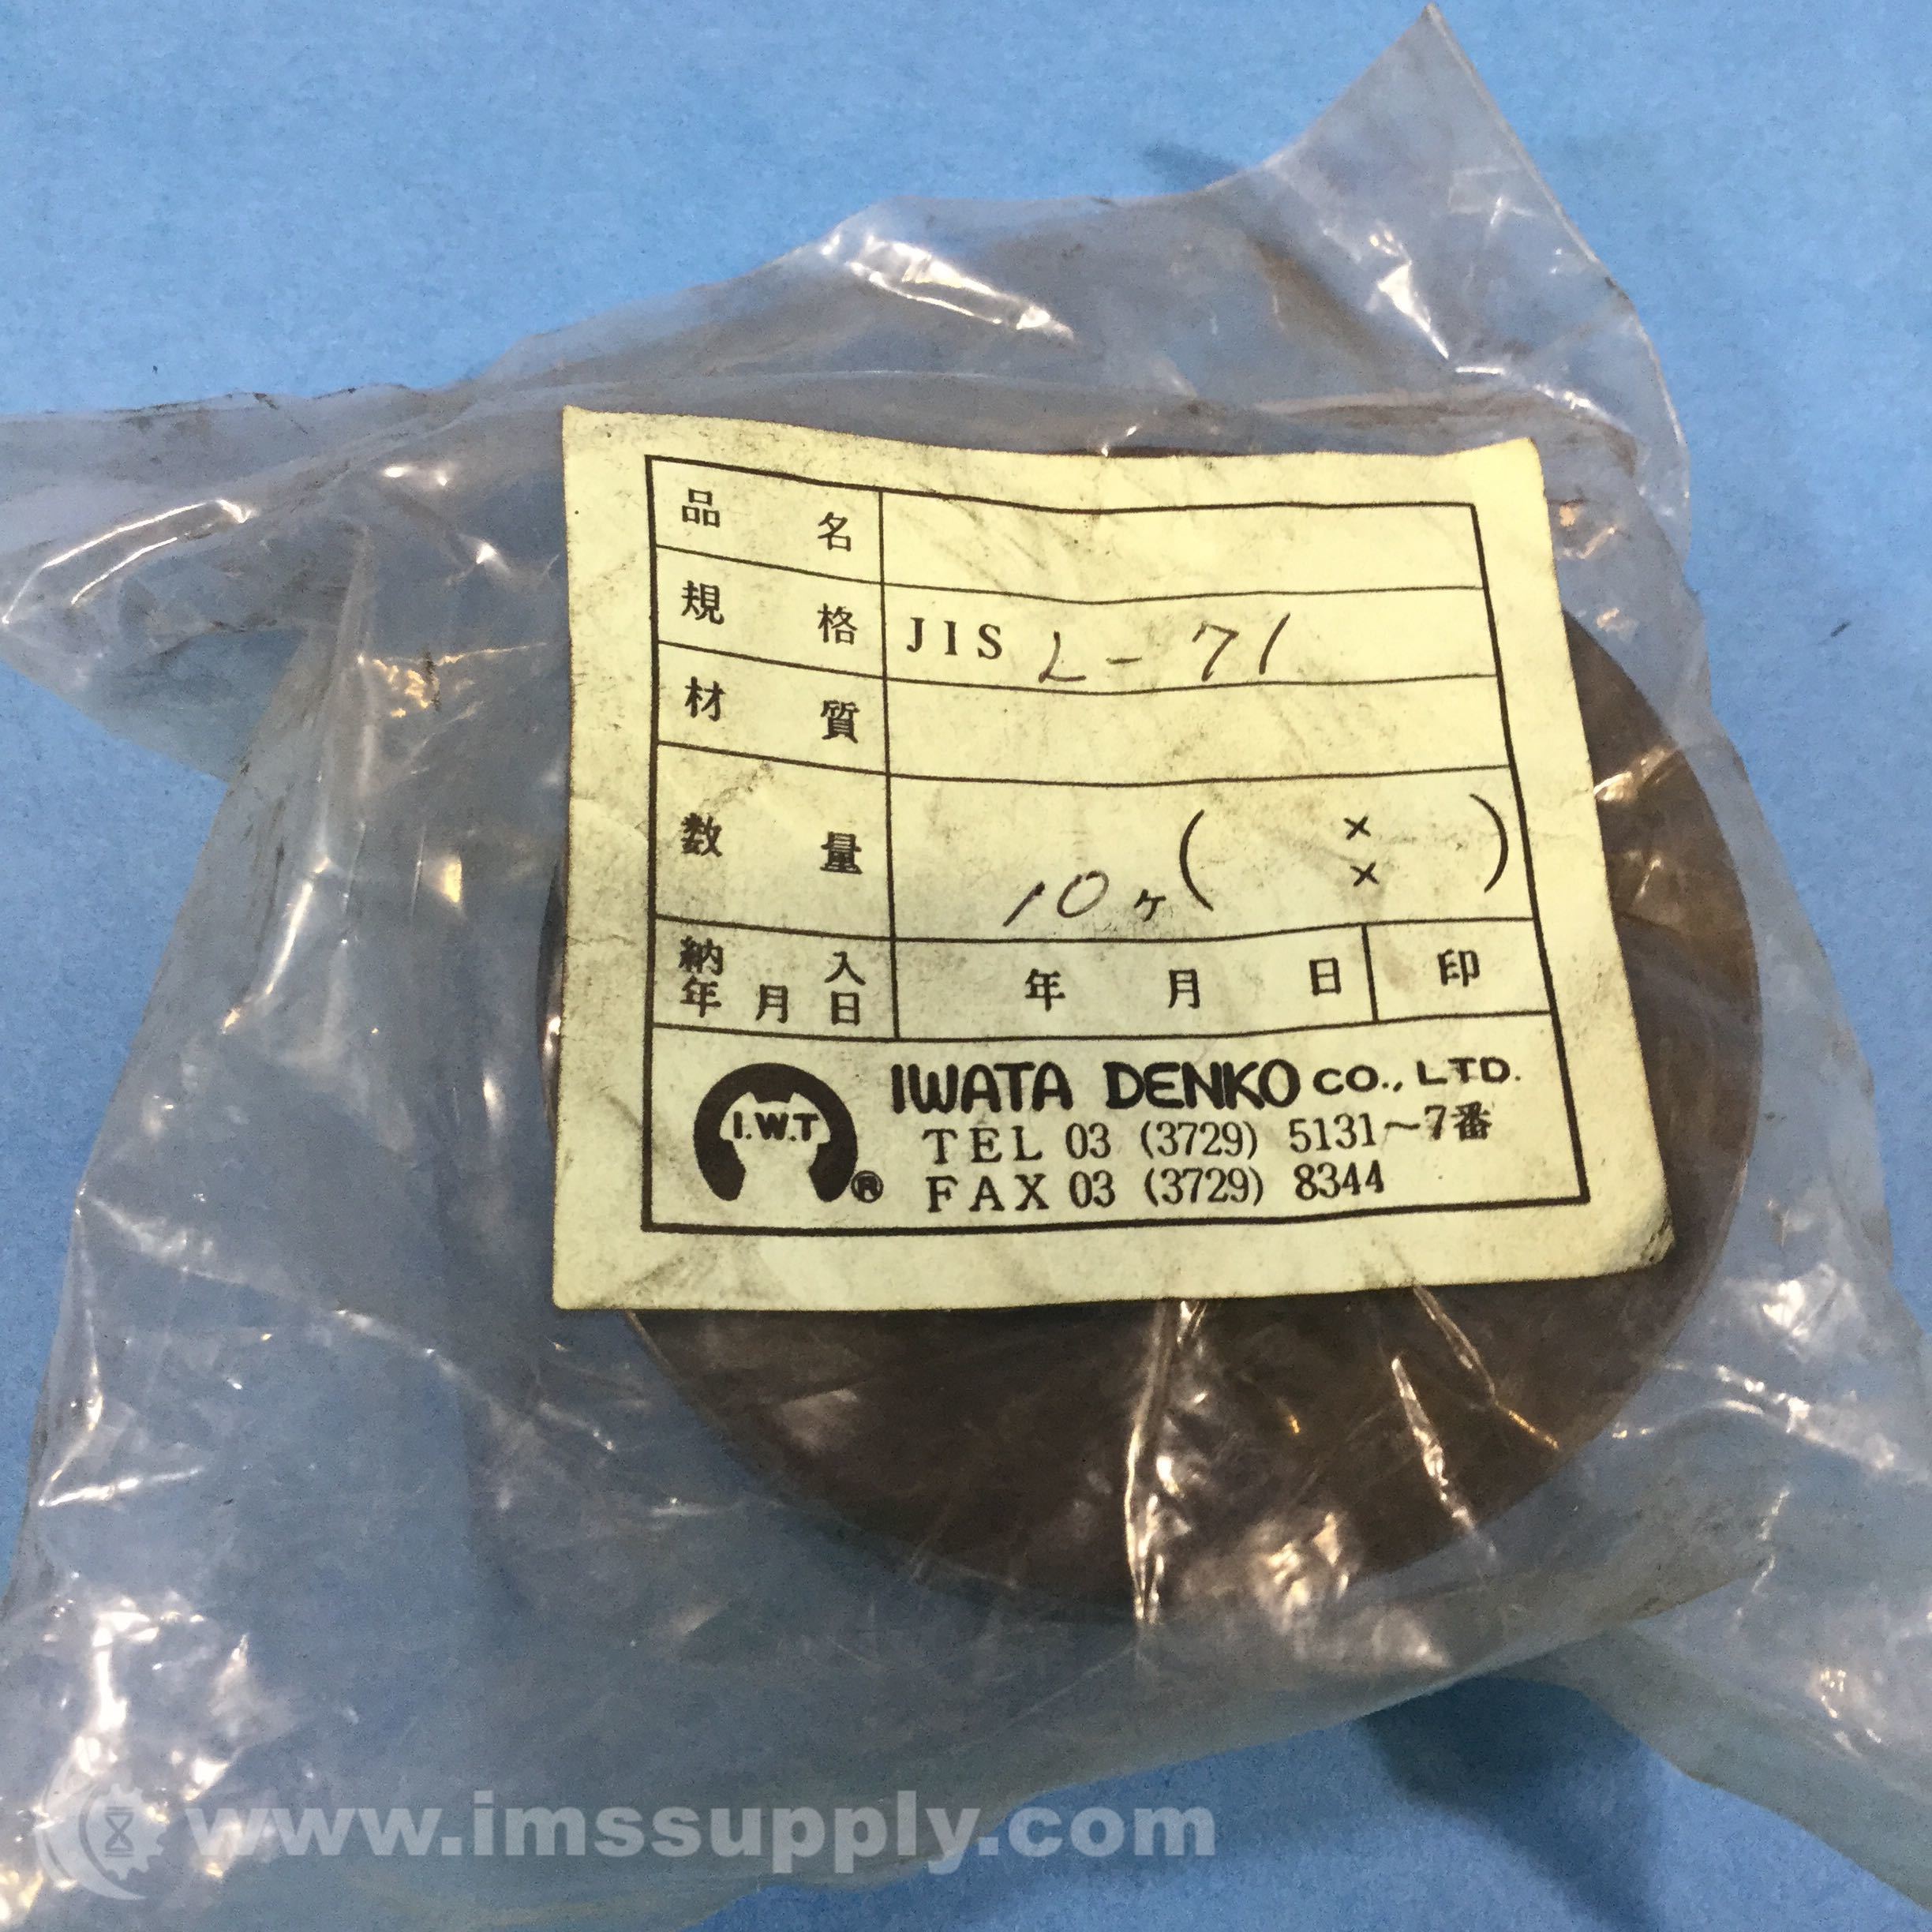 品 名
規 格 JIS L-71
材 質
数 量 10ヶ( × × )
納 入
年 月 日 年 月 日 印
I.W.T ® IWATA DENKO CO., LTD.
TEL 03 (3729) 5131～7番
FAX 03 (3729) 8344
www.imssupply.com